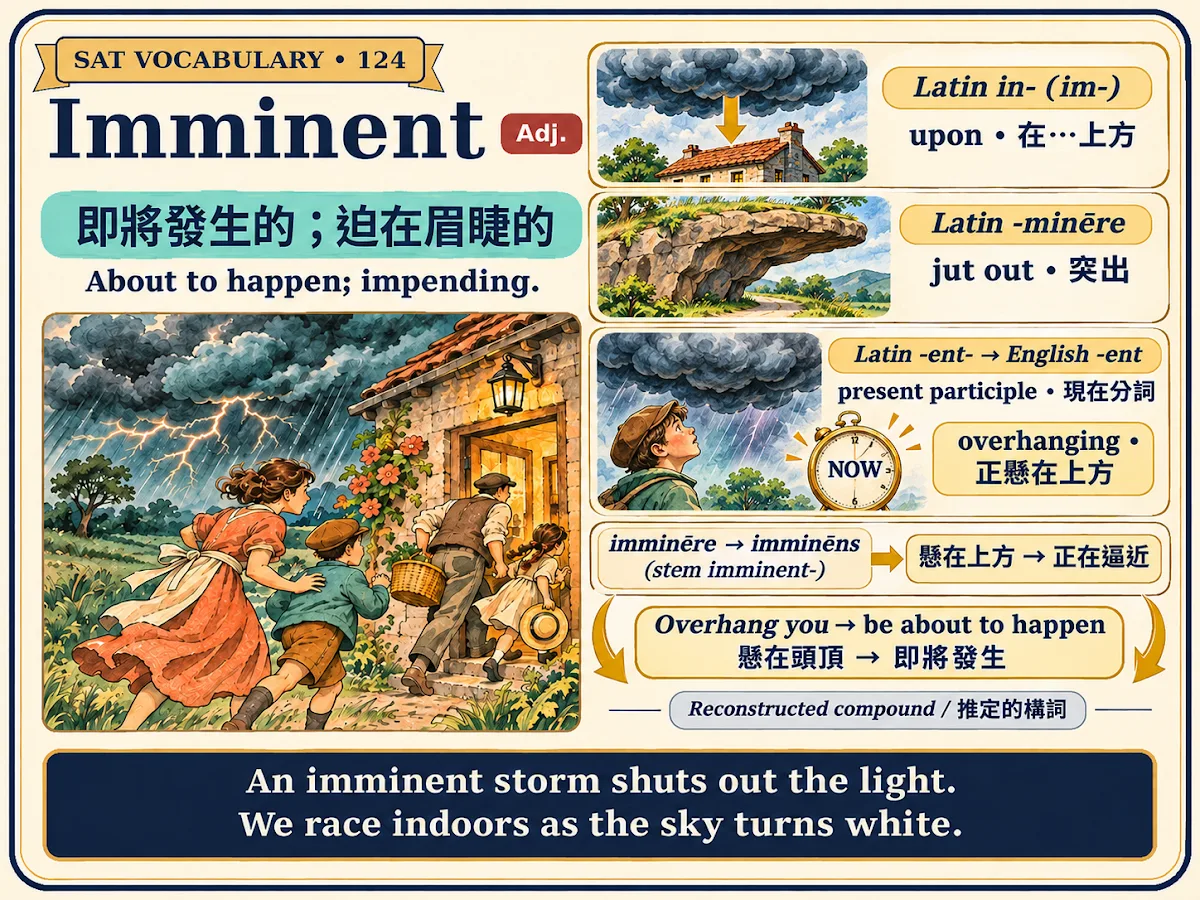 SAT VOCABULARY • 124
Imminent
Adj.
即將發生的；迫在眉睫的
About to happen; impending.
Latin in- (im-)
upon • 在⋯上方
Latin -minēre
jut out • 突出
Latin -ent- → English -ent
present participle • 現在分詞
12
NOW
3
6
overhanging •
正懸在上方
imminēre → imminēns
(stem imminent-)
懸在上方 → 正在逼近
Overhang you → be about to happen
懸在頭頂 → 即將發生
Reconstructed compound / 推定的構詞
An imminent storm shuts out the light.
We race indoors as the sky turns white.